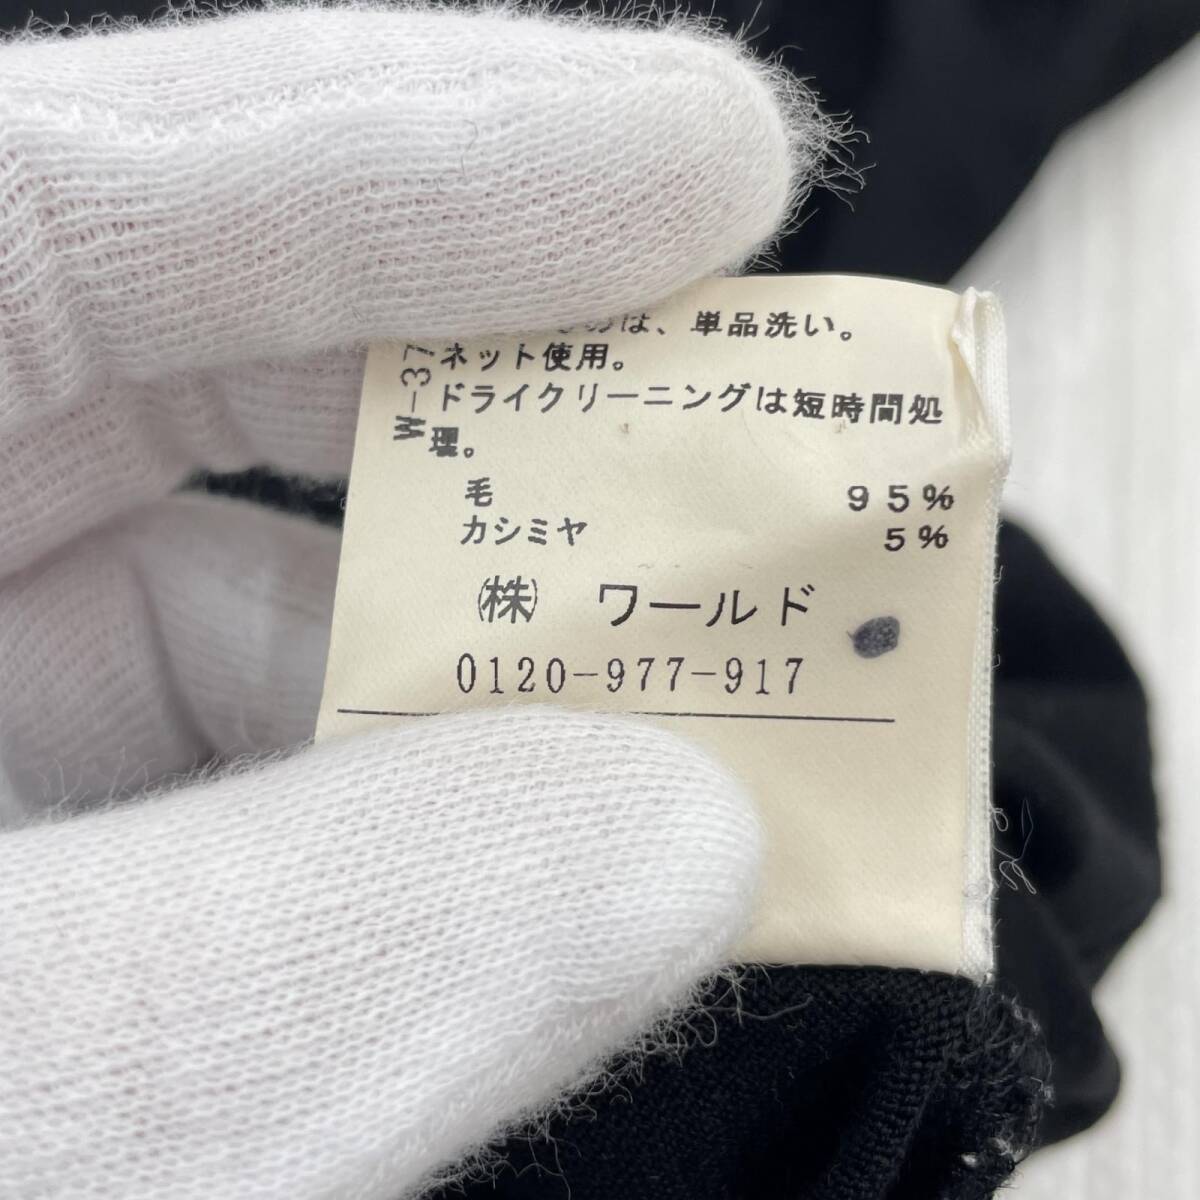 は、単品洗い。
ネット使用。
ドライクリーニングは短時間処
理。
W-37
毛 95%
カシミヤ 5%
㈱ ワールド
0120-977-917